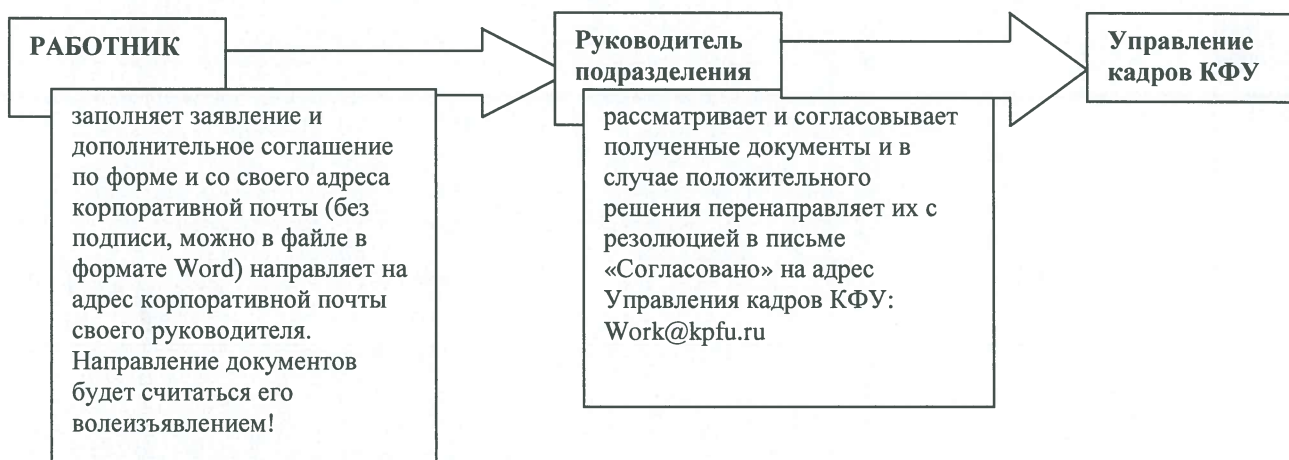 РАБОТНИК
заполняет заявление и
дополнительное соглашение
по форме и со своего адреса
корпоративной почты (без
подписи, можно в файле в
формате Word) направляет на
адрес корпоративной почты
своего руководителя.
Направление документов
будет считаться его
волеизъявлением!
Руководитель
подразделения
рассматривает и согласовывает
полученные документы и в
случае положительного
решения перенаправляет их с
резолюцией в письме
«Согласовано» на адрес
Управления кадров КФУ:
Work@kpfu.ru
Управление
кадров КФУ